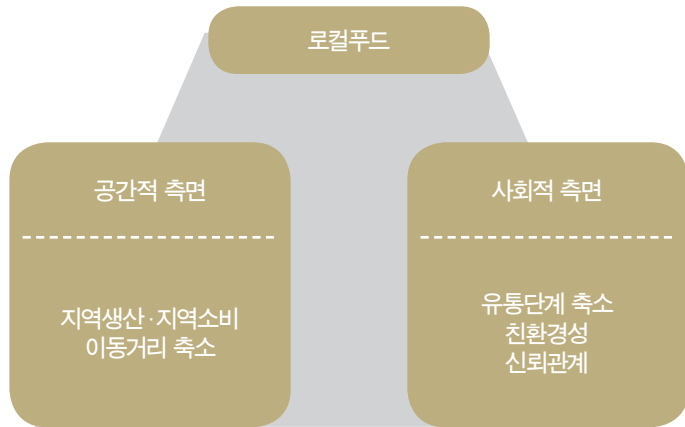 로컬푸드
공간적 측면
지역생산·지역소비
이동거리 축소
사회적 측면
유통단계 축소
친환경성
신뢰관계